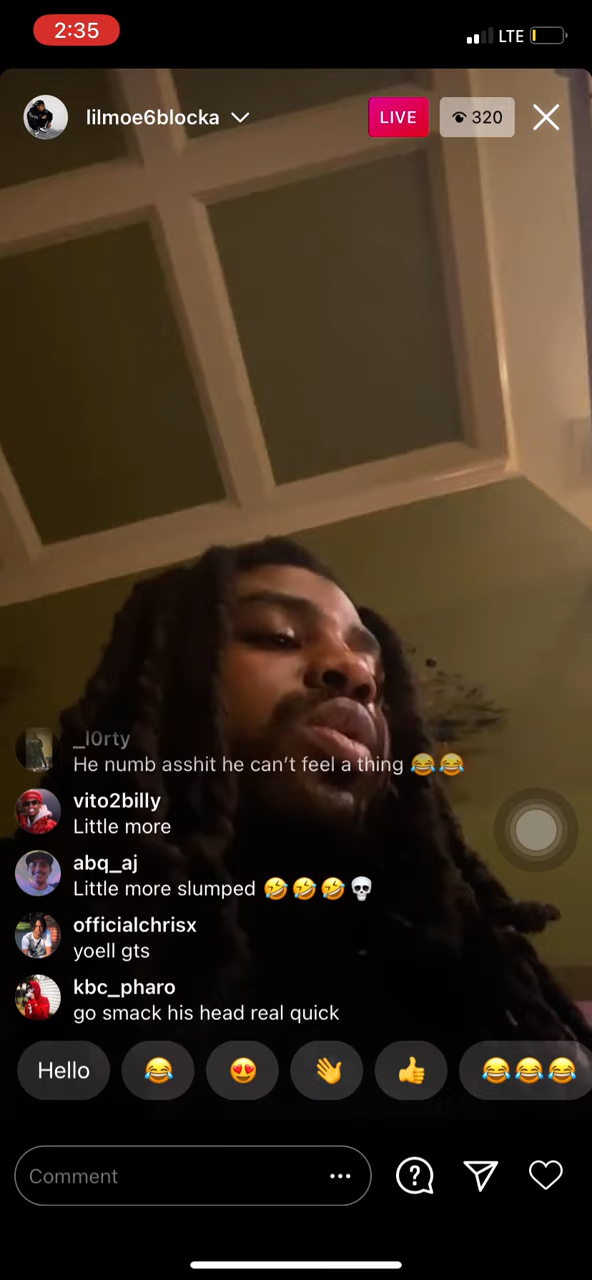 2:35
LTE
lilmoe6blocka
LIVE
320
_l0rty
He numb asshit he can’t feel a thing 😂😂
vito2billy
Little more
abq_aj
Little more slumped 🤣🤣🤣💀
officialchrisx
yoell gts
kbc_pharo
go smack his head real quick
Hello 😂 😍 👋 👍 😂😂😂
Comment